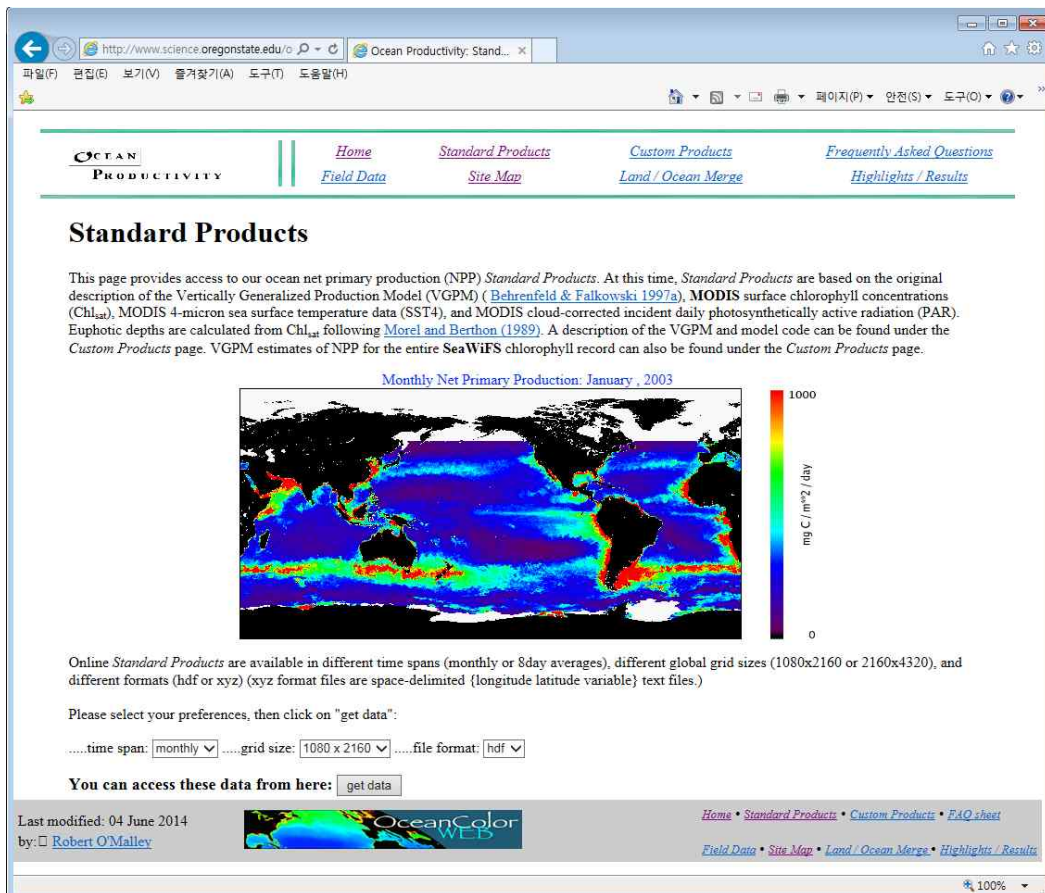 http://www.science.oregonstate.edu/o
Ocean Productivity: Stand...
파일(F) 편집(E) 보기(V) 즐겨찾기(A) 도구(T) 도움말(H)
페이지(P) 안전(S) 도구(O)
OCEAN PRODUCTIVITY
Home Standard Products Custom Products Frequently Asked Questions
Field Data Site Map Land / Ocean Merge Highlights / Results
Standard Products
This page provides access to our ocean net primary production (NPP) Standard Products. At this time, Standard Products are based on the original
description of the Vertically Generalized Production Model (VGPM) ( Behrenfeld & Falkowski 1997a), MODIS surface chlorophyll concentrations
(Chlsat), MODIS 4-micron sea surface temperature data (SST4), and MODIS cloud-corrected incident daily photosynthetically active radiation (PAR).
Euphotic depths are calculated from Chlsat following Morel and Berthon (1989). A description of the VGPM and model code can be found under the
Custom Products page. VGPM estimates of NPP for the entire SeaWiFS chlorophyll record can also be found under the Custom Products page.
Monthly Net Primary Production: January , 2003
1000
mg C / m**2 / day
0
Online Standard Products are available in different time spans (monthly or 8day averages), different global grid sizes (1080x2160 or 2160x4320), and
different formats (hdf or xyz) (xyz format files are space-delimited {longitude latitude variable} text files.)
Please select your preferences, then click on "get data":
.....time span: monthly .....grid size: 1080 x 2160 .....file format: hdf
You can access these data from here: get data
Last modified: 04 June 2014
by:□ Robert O'Malley
OceanColor
WEB
Home • Standard Products • Custom Products • FAQ sheet
Field Data • Site Map • Land / Ocean Merge • Highlights / Results
100%